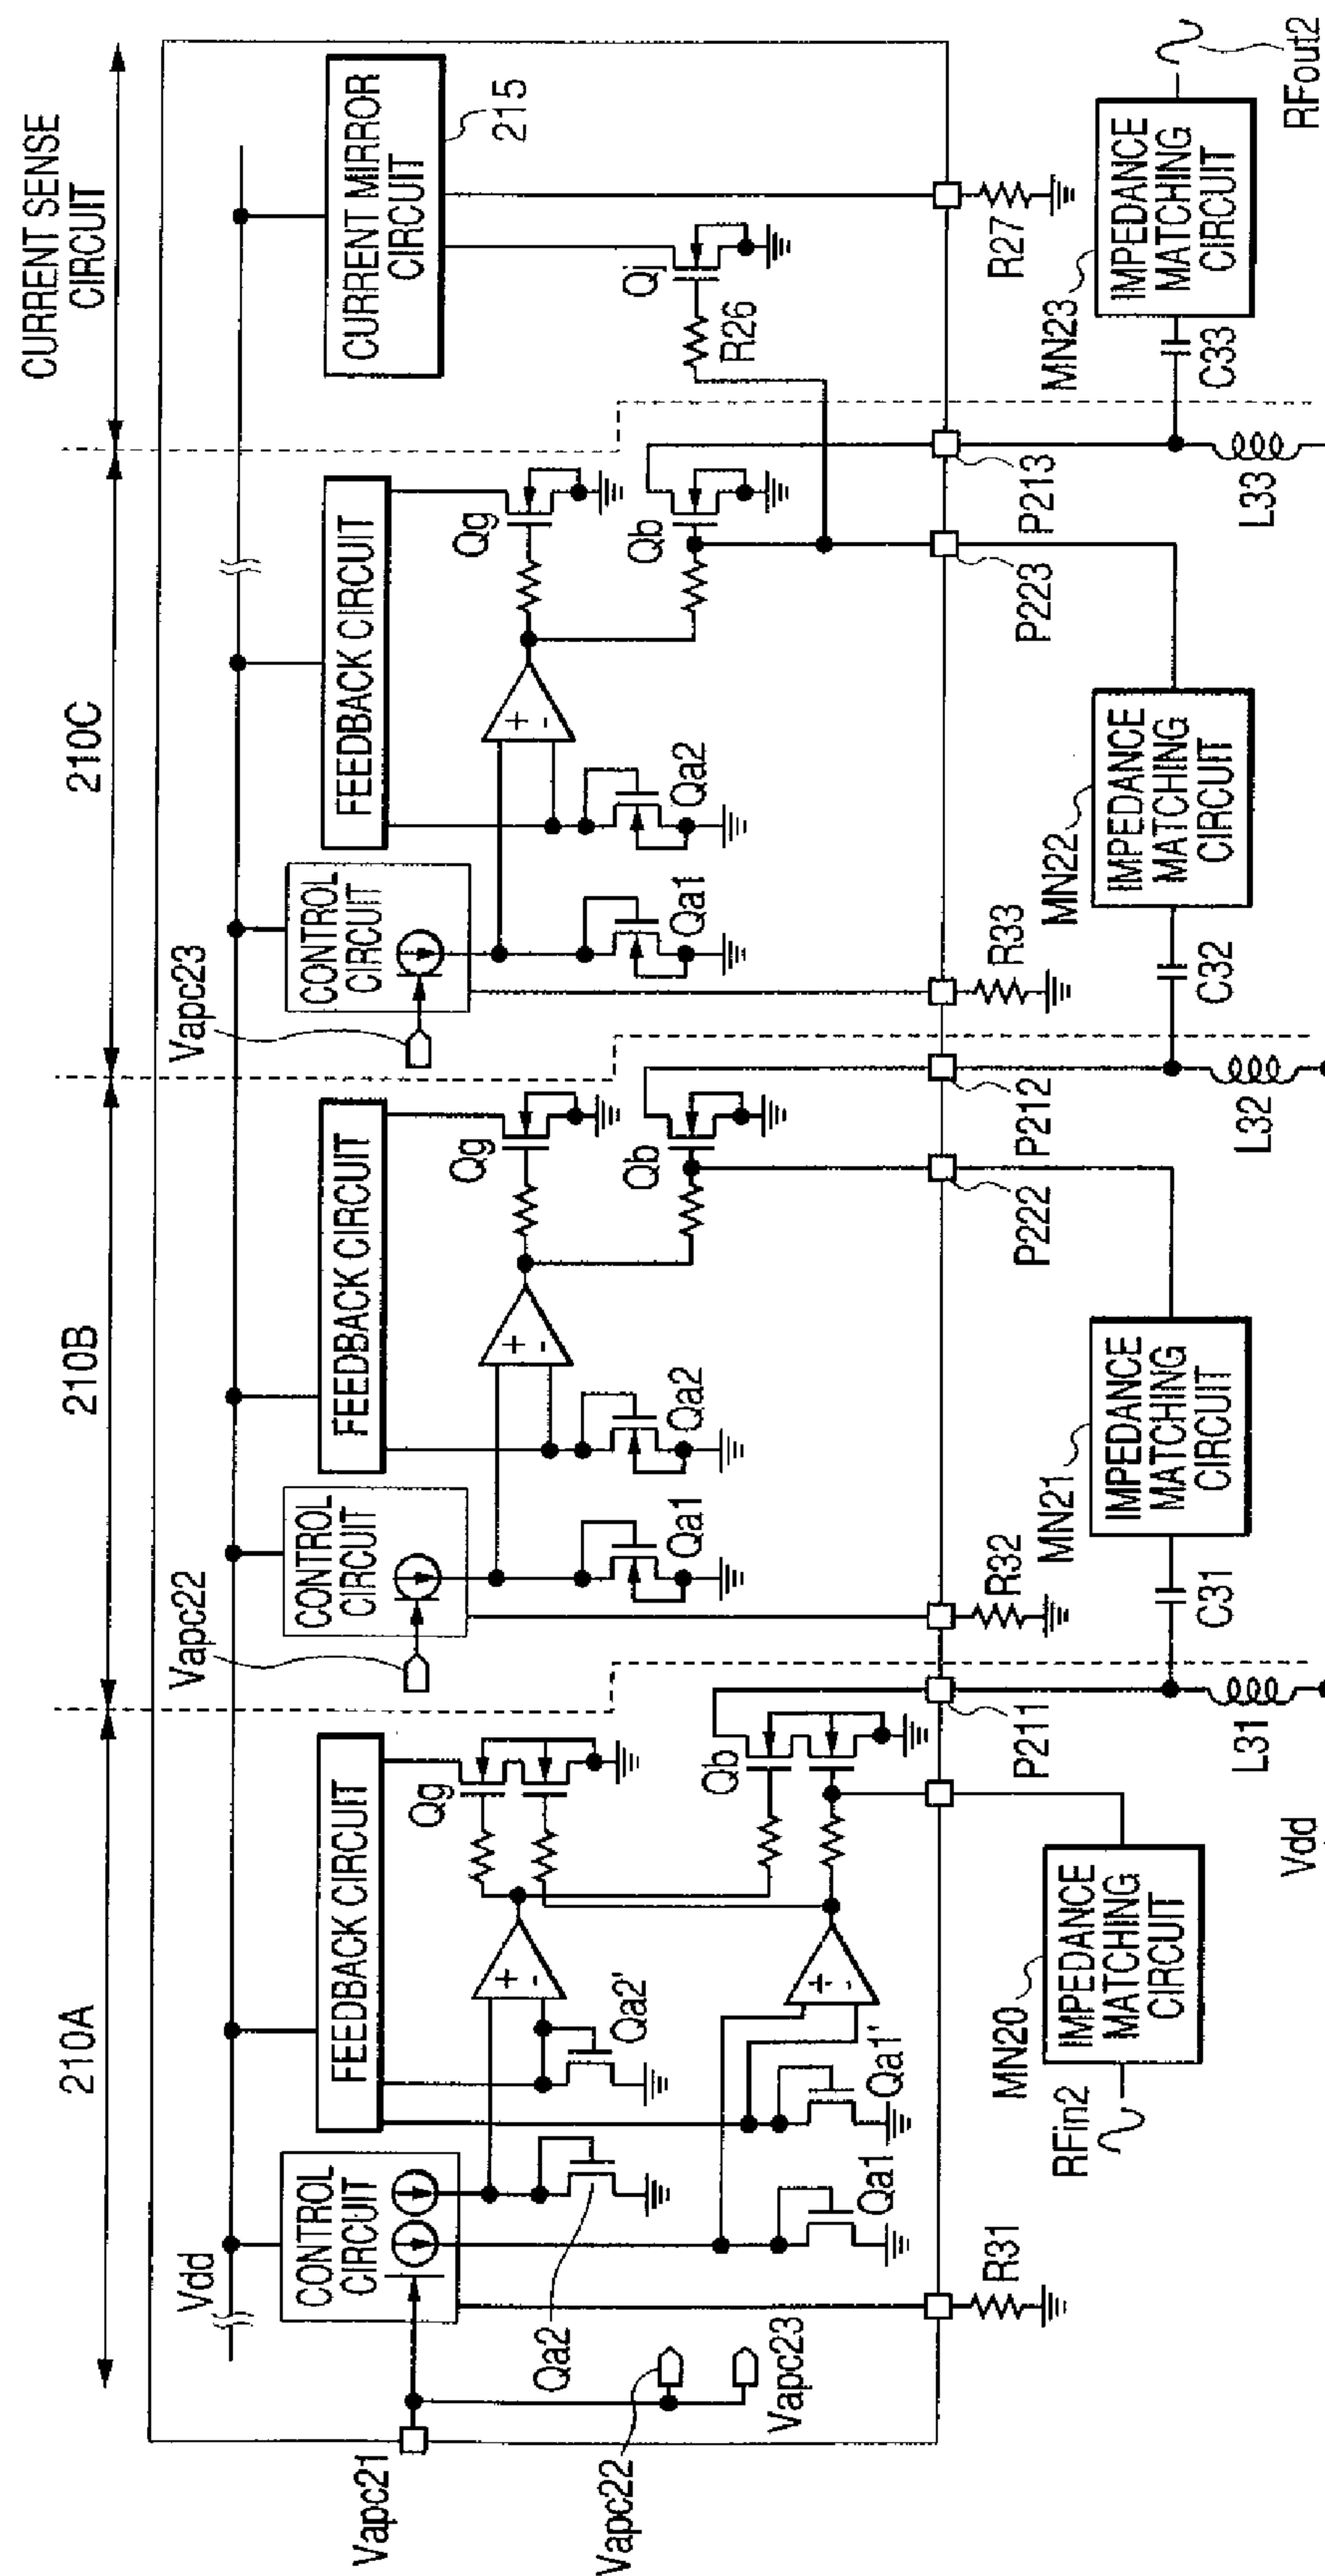 210A
210B
210C
CURRENT SENSE
CIRCUIT
Vdd
Vapc22
Vapc23
CONTROL
CIRCUIT
FEEDBACK CIRCUIT
CONTROL
CIRCUIT
FEEDBACK CIRCUIT
CONTROL
CIRCUIT
FEEDBACK CIRCUIT
CURRENT MIRROR
CIRCUIT
215
Vapc21
Qg
Qg
Qg
+
-
+
-
+
-
Qa2
Qa2'
Qa1
Qa2
Qa1
Qa2
Qj
Qb
Qb
Qb
R26
Vapc22
Vapc23
Qa1
Qa1'
+
-
R31
P211
R32
P222
P212
R33
P223
P213
R27
RFin2
MN20
IMPEDANCE
MATCHING
CIRCUIT
MN21
IMPEDANCE
MATCHING
CIRCUIT
MN22
IMPEDANCE
MATCHING
CIRCUIT
MN23
IMPEDANCE
MATCHING
CIRCUIT
C31
C32
C33
L31
L32
L33
RFout2
Vdd